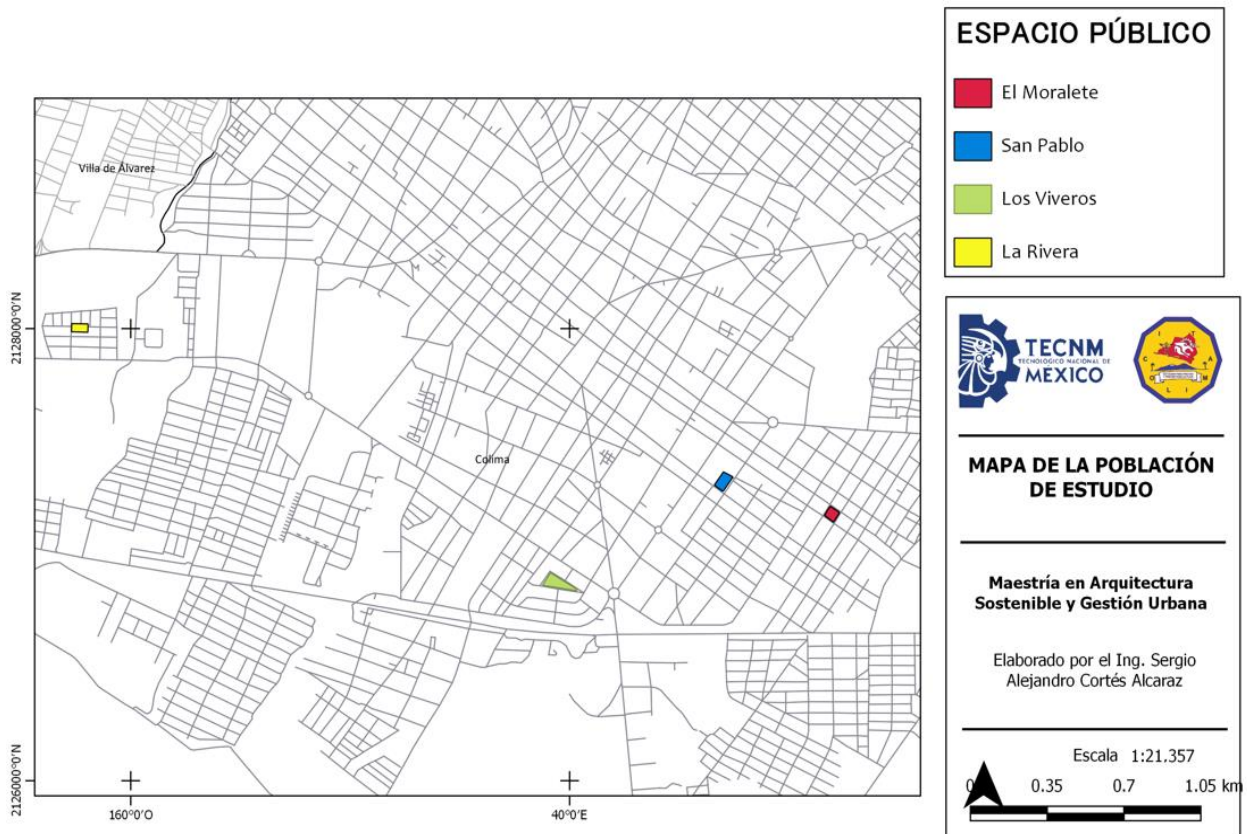 ESPACIO PÚBLICO
El Moralete
San Pablo
Los Viveros
La Rivera
Villa de Álvarez
Colima
2128000°0'N
2126000°0'N
160°0'O
40°0'E
TECNM
TECNOLÓGICO NACIONAL DE
MÉXICO
MAPA DE LA POBLACIÓN
DE ESTUDIO
Maestría en Arquitectura
Sostenible y Gestión Urbana
Elaborado por el Ing. Sergio
Alejandro Cortés Alcaraz
Escala 1:21.357
0 0.35 0.7 1.05 km